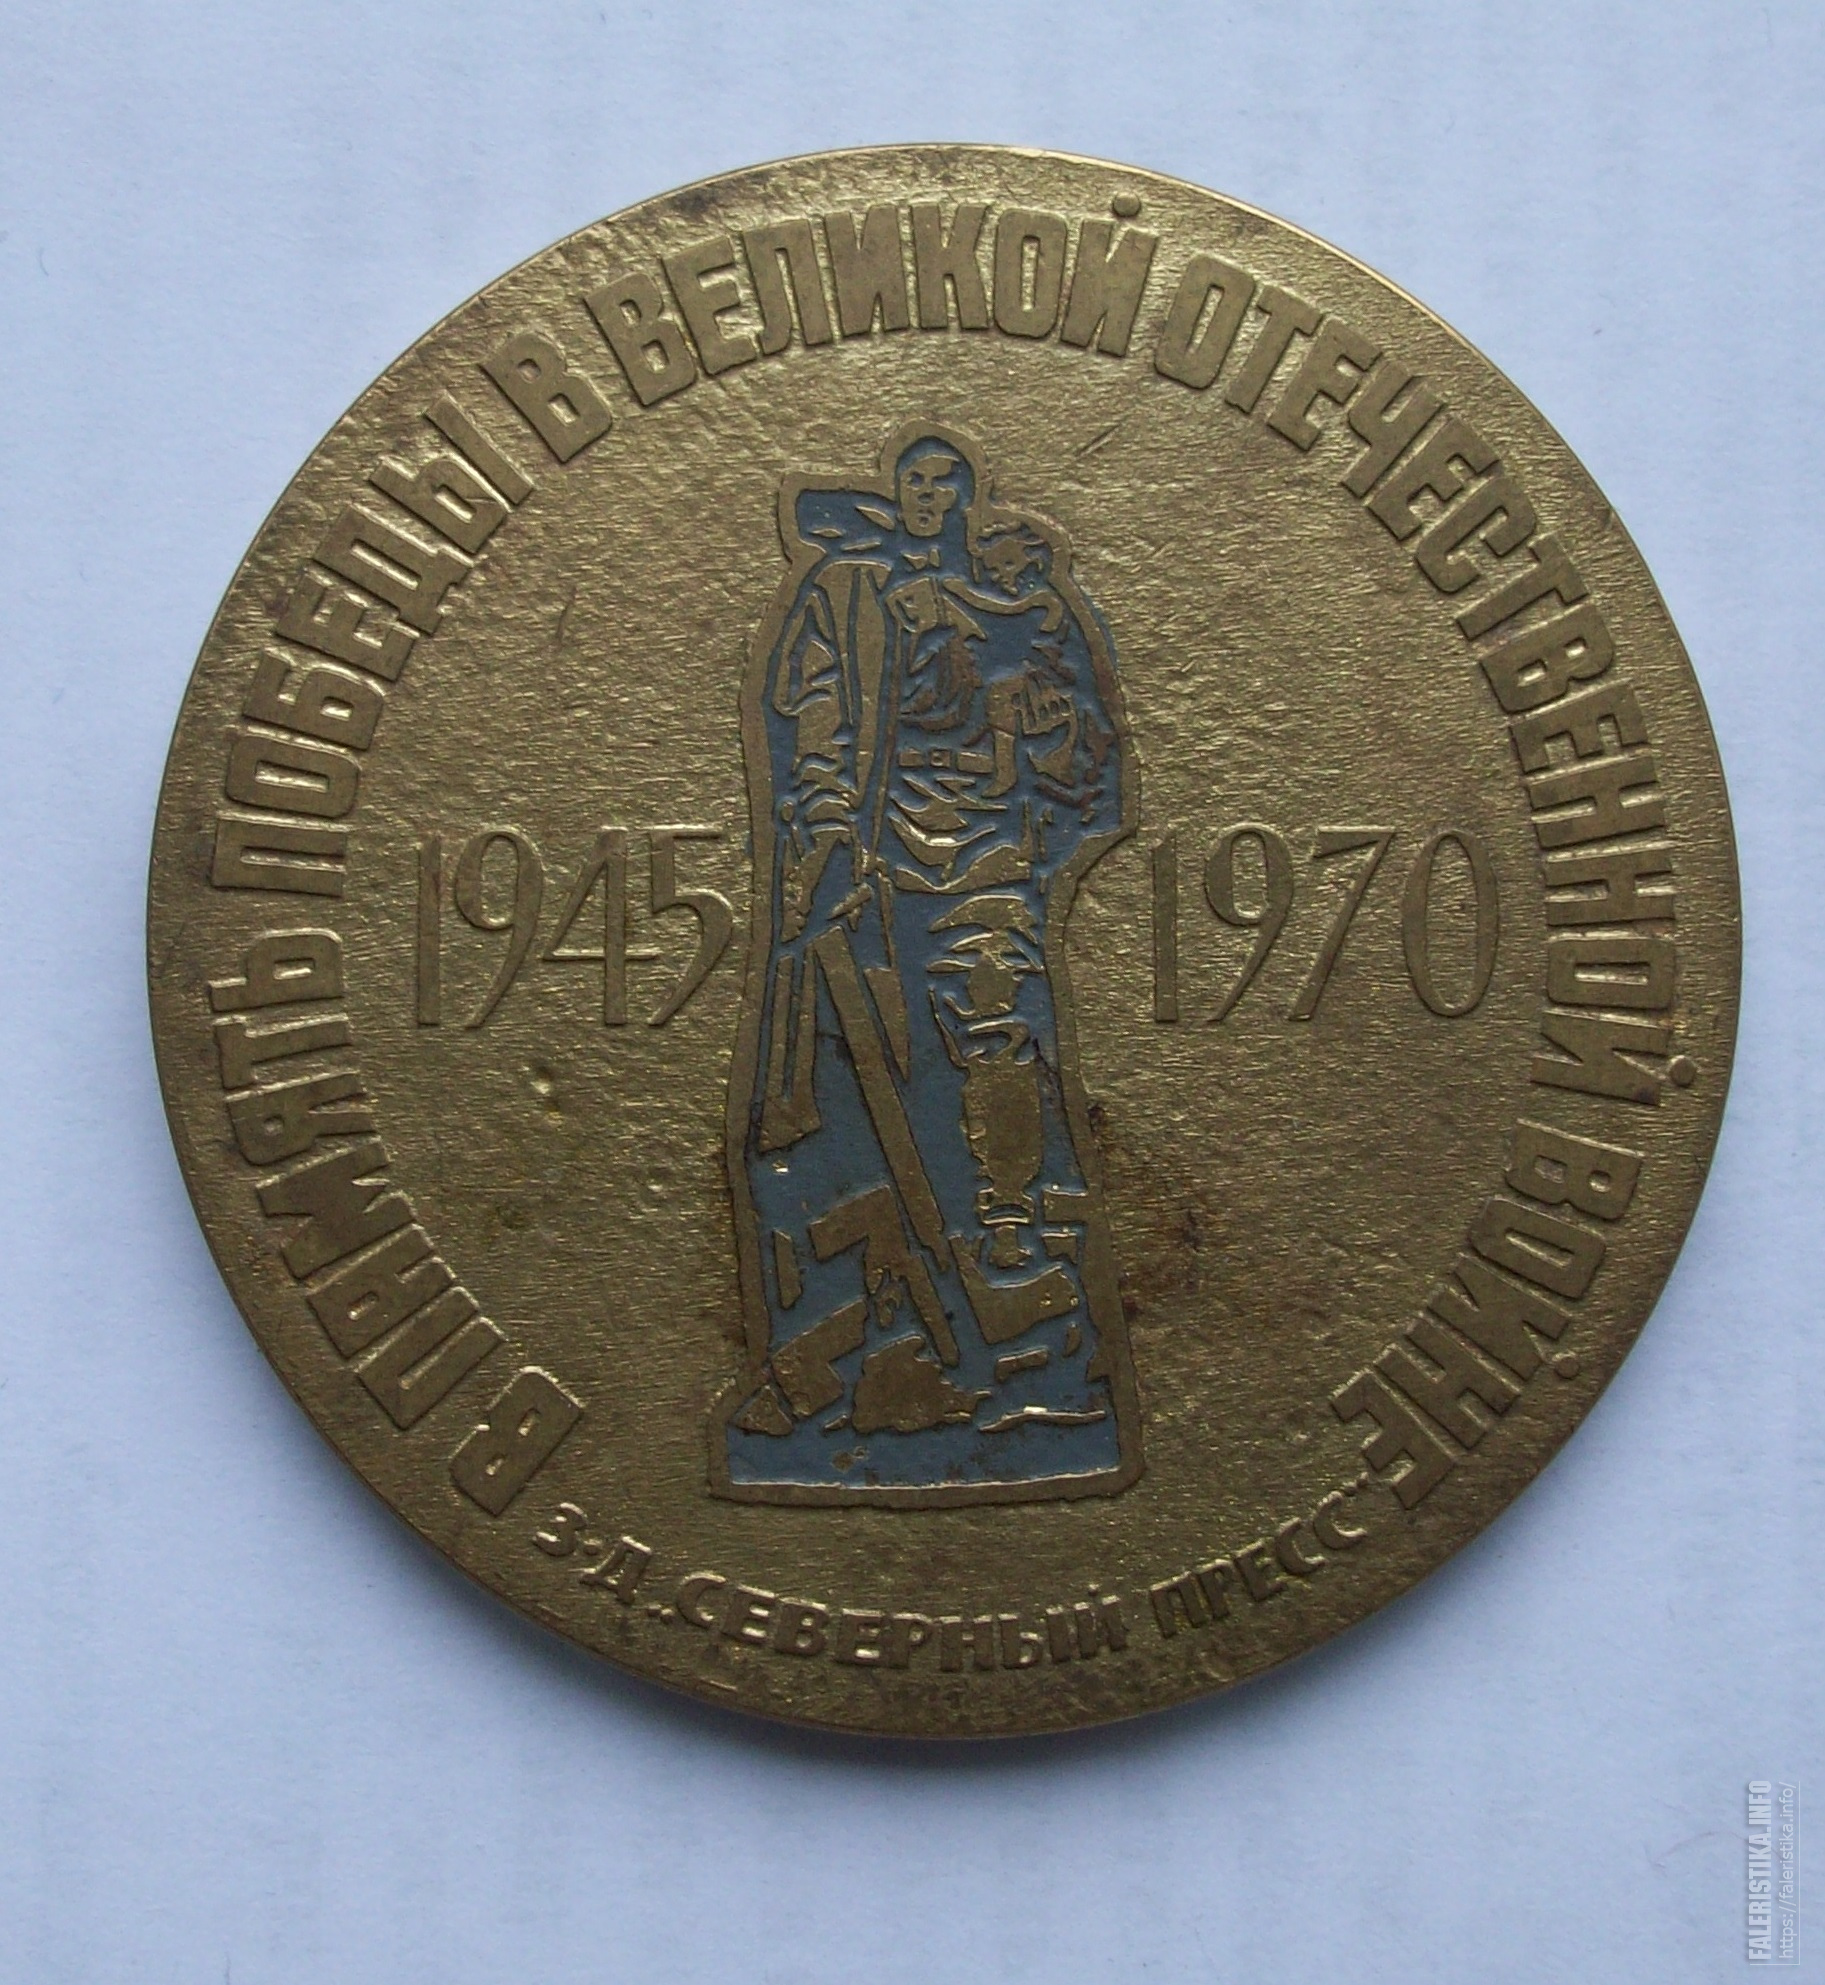 В ПАМЯТЬ ПОБЕДЫ В ВЕЛИКОЙ ОТЕЧЕСТВЕННОЙ ВОЙНЕ
1945 1970
З-Д „СЕВЕРНЫЙ ПРЕСС"
FALERISTIKA.INFO
https://faleristika.info/